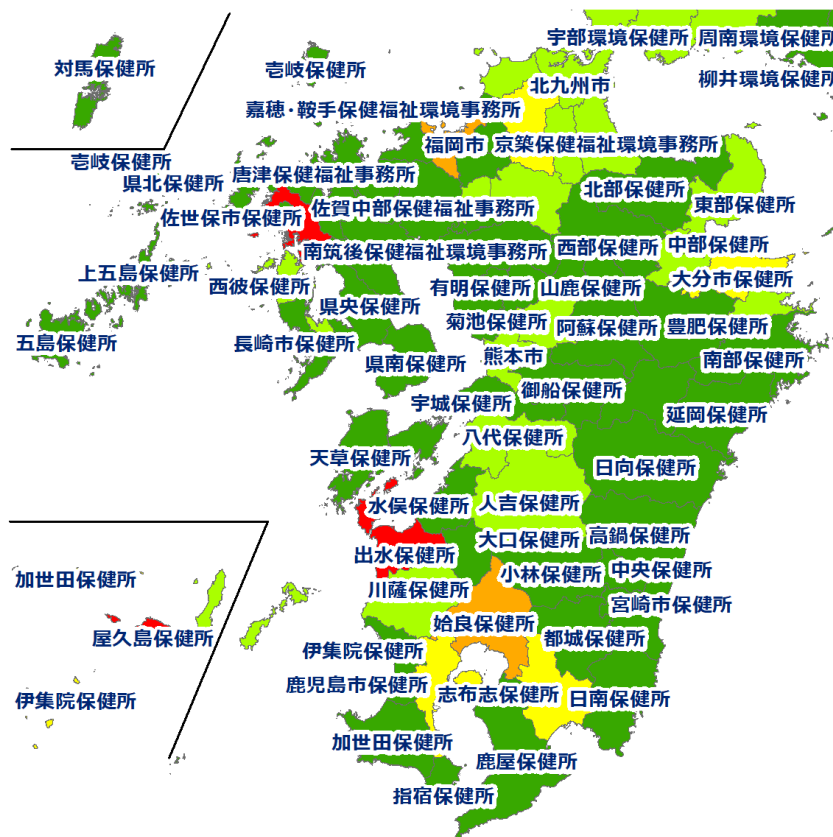 宇部環境保健所
周南環境保健所
対馬保健所
壱岐保健所
柳井環境保健所
北九州市
嘉穂・鞍手保健福祉環境事務所
福岡市
京築保健福祉環境事務所
壱岐保健所
県北保健所
唐津保健福祉事務所
北部保健所
東部保健所
佐世保市保健所
佐賀中部保健福祉事務所
南筑後保健福祉環境事務所
西部保健所
中部保健所
上五島保健所
西彼保健所
有明保健所
山鹿保健所
大分市保健所
県央保健所
菊池保健所
阿蘇保健所
豊肥保健所
五島保健所
長崎市保健所
県南保健所
熊本市
南部保健所
御船保健所
宇城保健所
延岡保健所
八代保健所
天草保健所
日向保健所
水俣保健所
人吉保健所
出水保健所
大口保健所
高鍋保健所
加世田保健所
川薩保健所
小林保健所
中央保健所
宮崎市保健所
屋久島保健所
姶良保健所
都城保健所
伊集院保健所
鹿児島市保健所
志布志保健所
日南保健所
伊集院保健所
加世田保健所
鹿屋保健所
指宿保健所